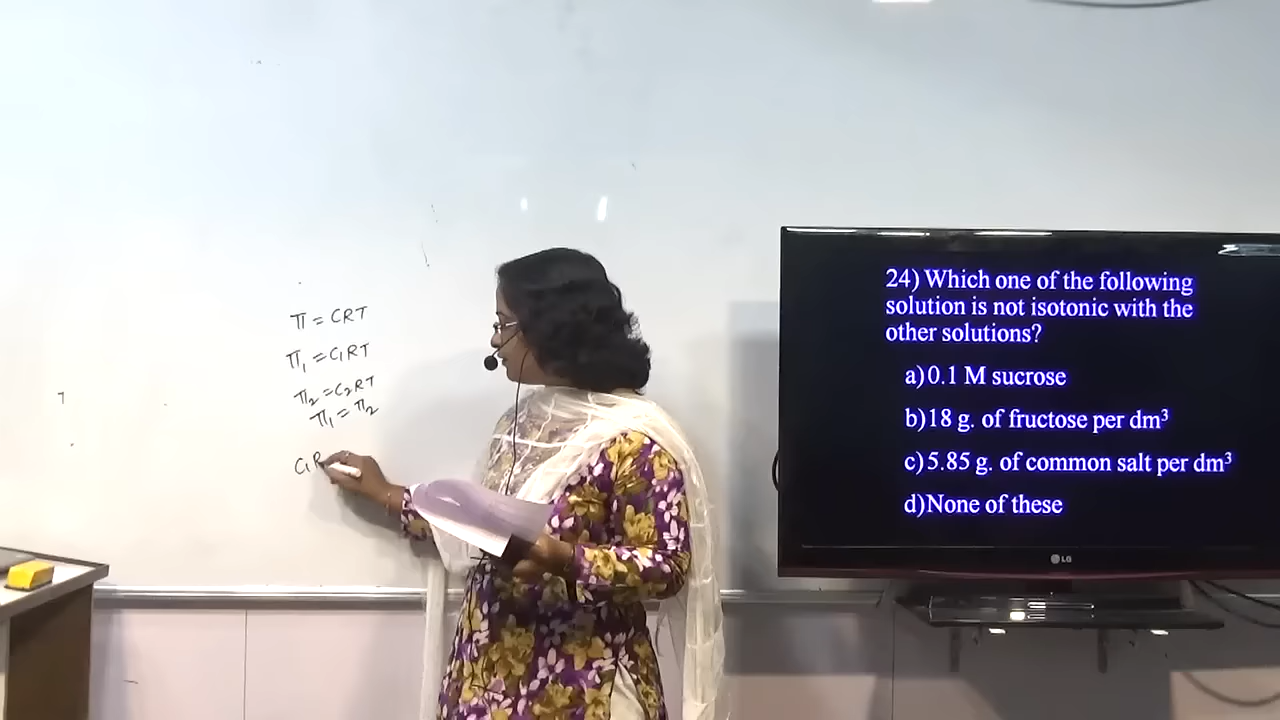 π = CRT
π₁ = C₁RT
π₂ = C₂RT
π₁ = π₂
C₁R
24) Which one of the following
solution is not isotonic with the
other solutions?
a)0.1 M sucrose
b)18 g. of fructose per dm³
c)5.85 g. of common salt per dm³
d)None of these
LG